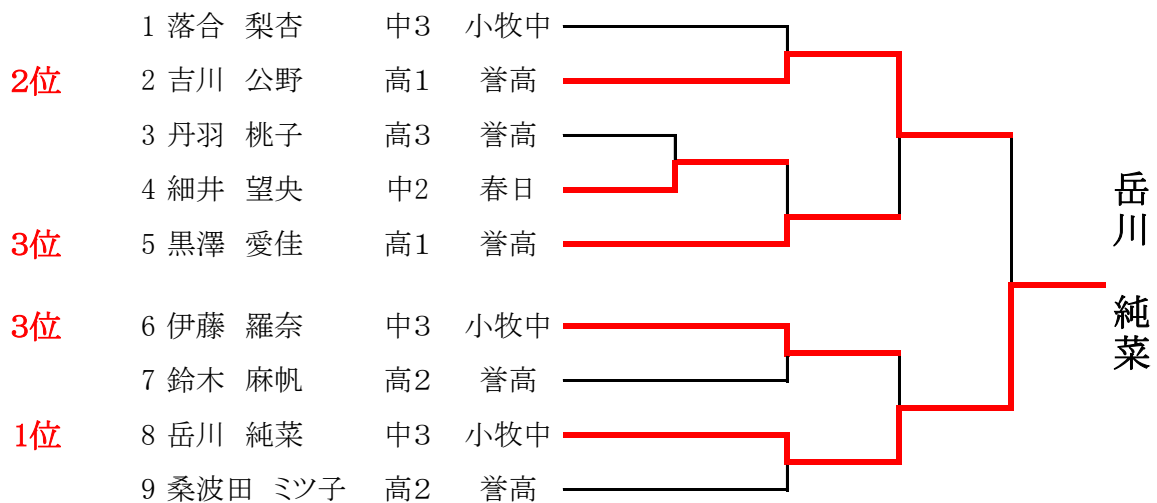 1 落合 梨杏 中3 小牧中
2位 2 吉川 公野 高1 誉高
3 丹羽 桃子 高3 誉高
4 細井 望央 中2 春日
3位 5 黒澤 愛佳 高1 誉高
3位 6 伊藤 羅奈 中3 小牧中
7 鈴木 麻帆 高2 誉高
1位 8 岳川 純菜 中3 小牧中
9 桑波田 ミツ子 高2 誉高
岳川 純菜